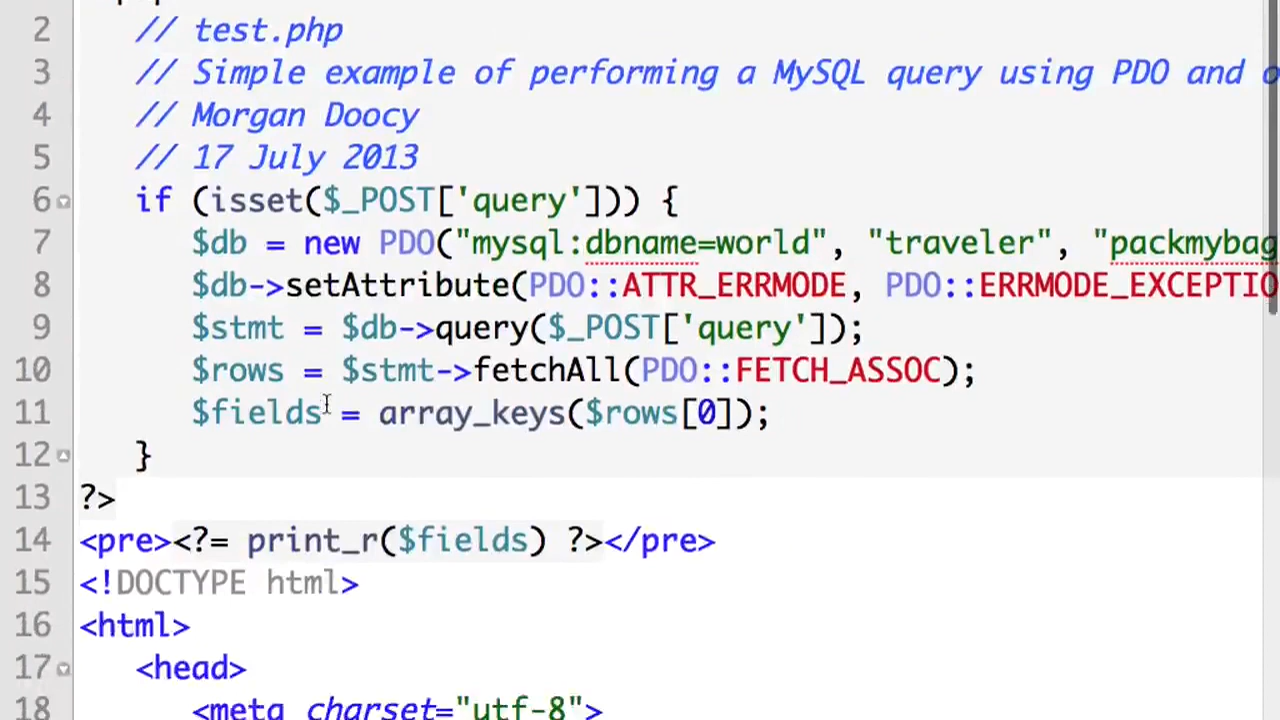 2 // test.php
3 // Simple example of performing a MySQL query using PDO and
4 // Morgan Doocy
5 // 17 July 2013
6 if (isset($_POST['query'])) {
7 $db = new PDO("mysql:dbname=world", "traveler", "packmybag
8 $db->setAttribute(PDO::ATTR_ERRMODE, PDO::ERRMODE_EXCEPTIO
9 $stmt = $db->query($_POST['query']);
10 $rows = $stmt->fetchAll(PDO::FETCH_ASSOC);
11 $fields = array_keys($rows[0]);
12 }
13 ?>
14 <pre><?= print_r($fields) ?></pre>
15 <!DOCTYPE html>
16 <html>
17 <head>
18 <meta charset="utf-8">